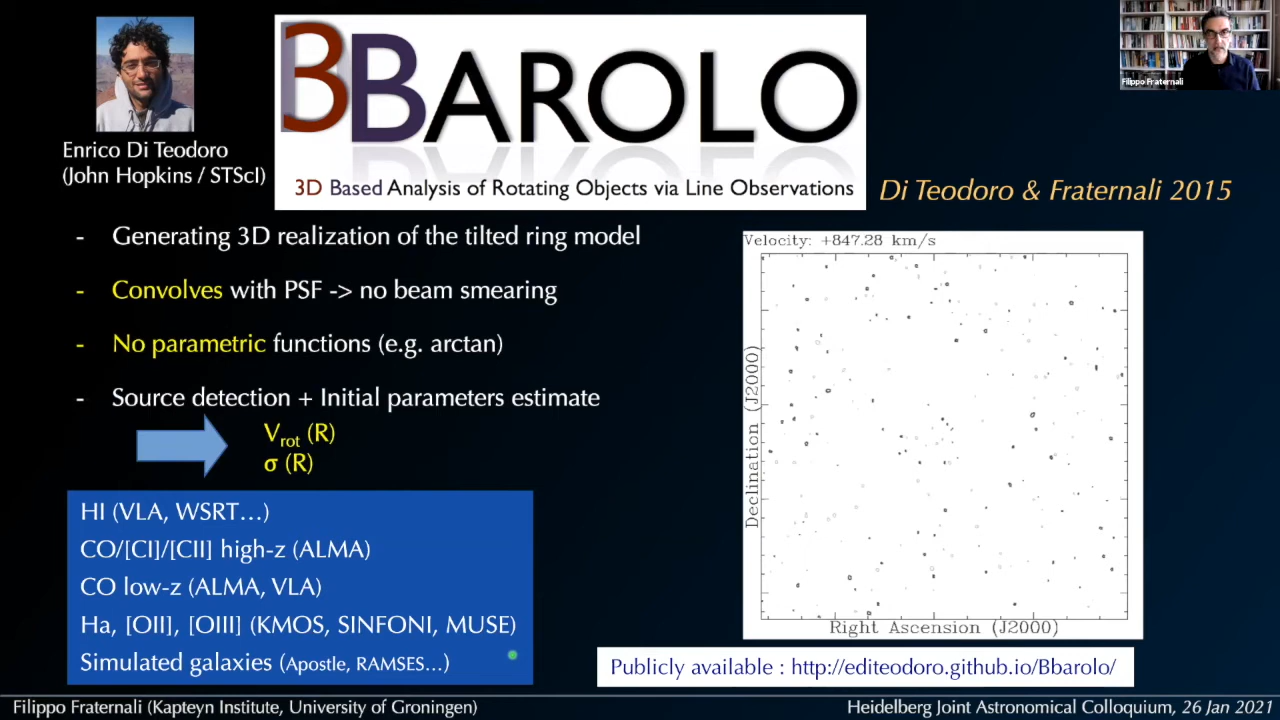 3BAROLO
3D Based Analysis of Rotating Objects via Line Observations
Filippo Fraternali
Enrico Di Teodoro
(John Hopkins / STScI)
Di Teodoro & Fraternali 2015
- Generating 3D realization of the tilted ring model
- Convolves with PSF -> no beam smearing
- No parametric functions (e.g. arctan)
- Source detection + Initial parameters estimate
Vrot (R)
σ (R)
HI (VLA, WSRT...)
CO/[CI]/[CII] high-z (ALMA)
CO low-z (ALMA, VLA)
Ha, [OII], [OIII] (KMOS, SINFONI, MUSE)
Simulated galaxies (Apostle, RAMSES...)
Velocity: +847.28 km/s
Declination (J2000)
Right Ascension (J2000)
Publicly available : http://editeodoro.github.io/Bbarolo/
Filippo Fraternali (Kapteyn Institute, University of Groningen)
Heidelberg Joint Astronomical Colloquium, 26 Jan 2021